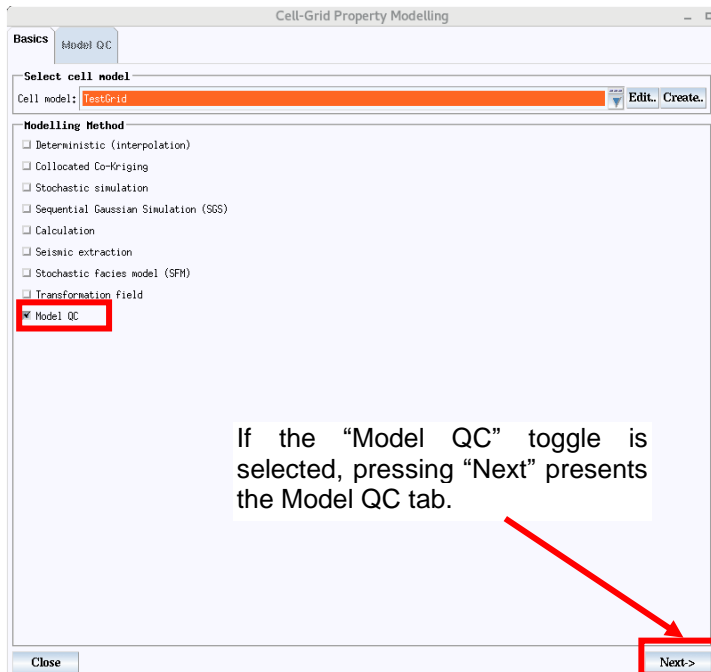 Cell-Grid Property Modelling
Basics
Model QC
Select cell model
Cell model: TestGrid
Edit.. Create..
Modelling Method
Deterministic (interpolation)
Collocated Co-Kriging
Stochastic simulation
Sequential Gaussian Simulation (SGS)
Calculation
Seismic extraction
Stochastic facies model (SFM)
Transformation field
Model QC
If the “Model QC” toggle is
selected, pressing “Next” presents
the Model QC tab.
Close
Next->